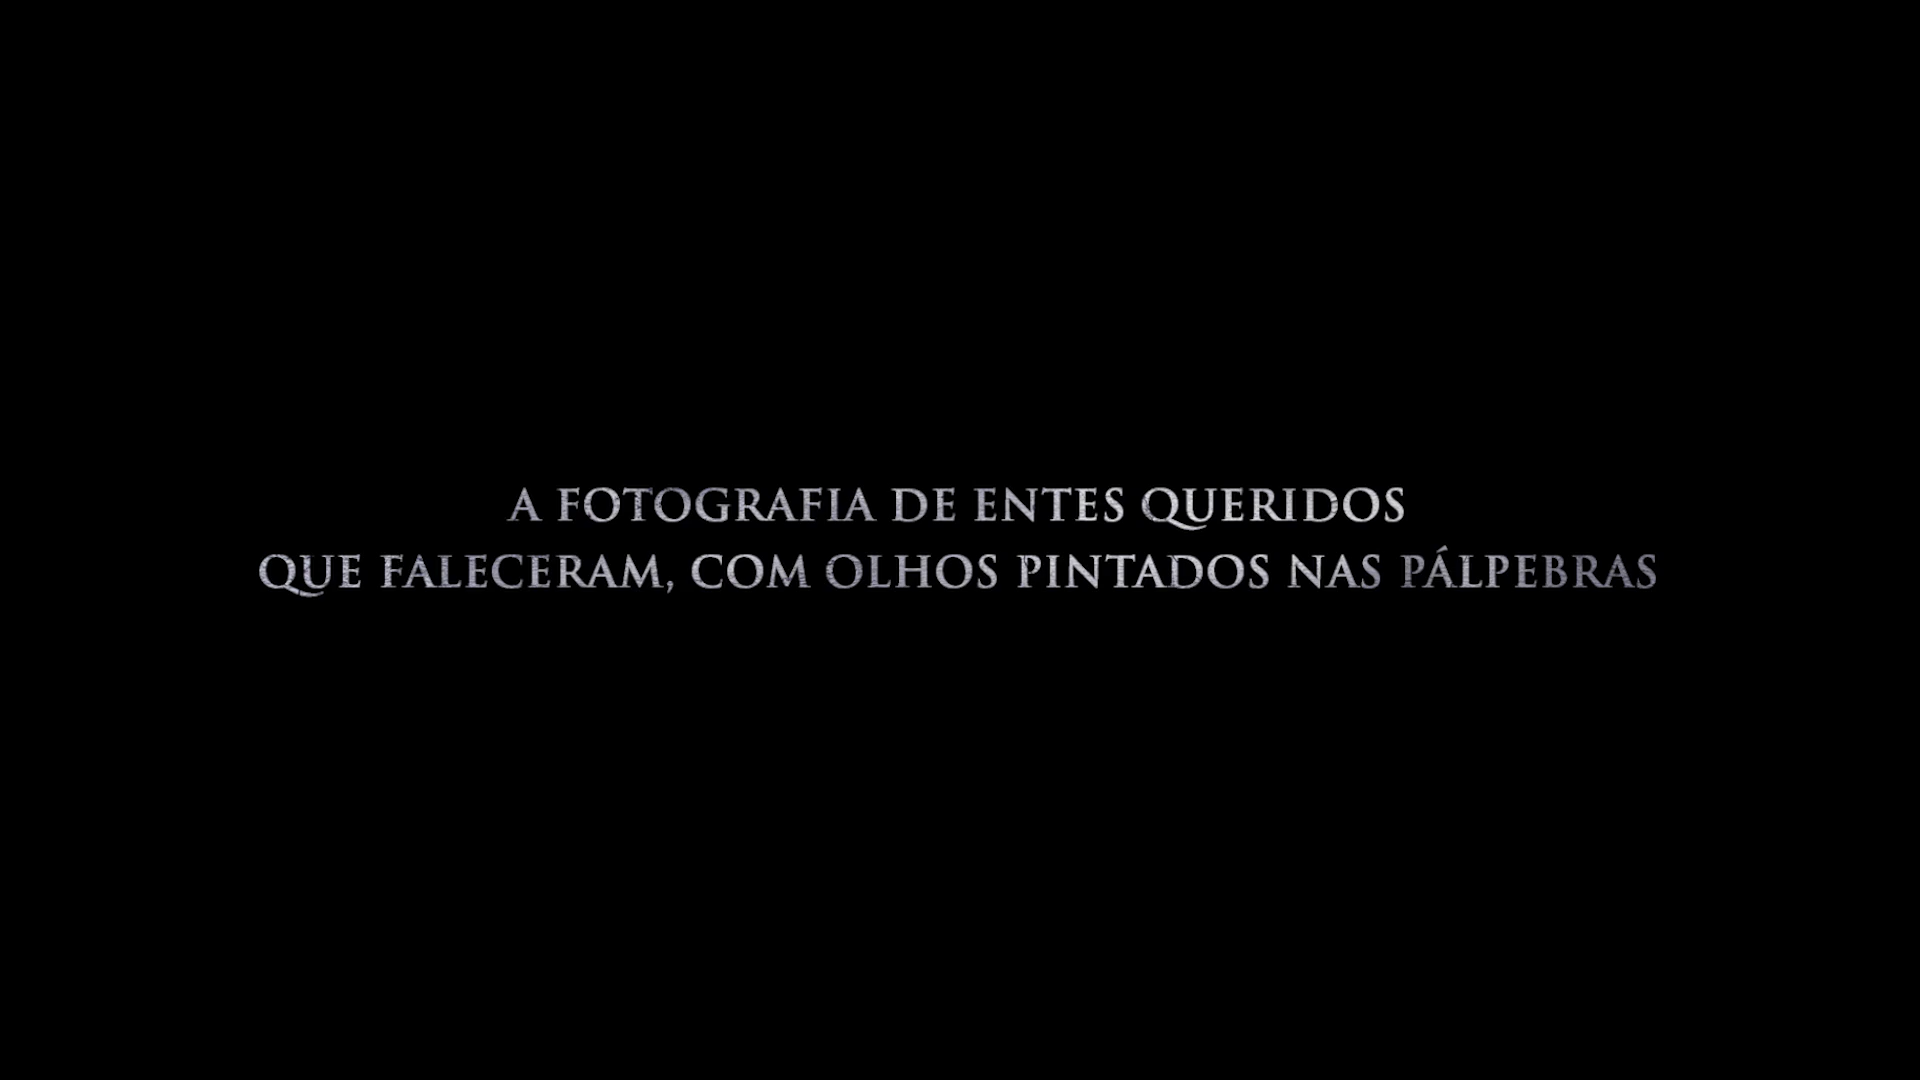 A FOTOGRAFIA DE ENTES QUERIDOS
QUE FALECERAM, COM OLHOS PINTADOS NAS PÁLPEBRAS